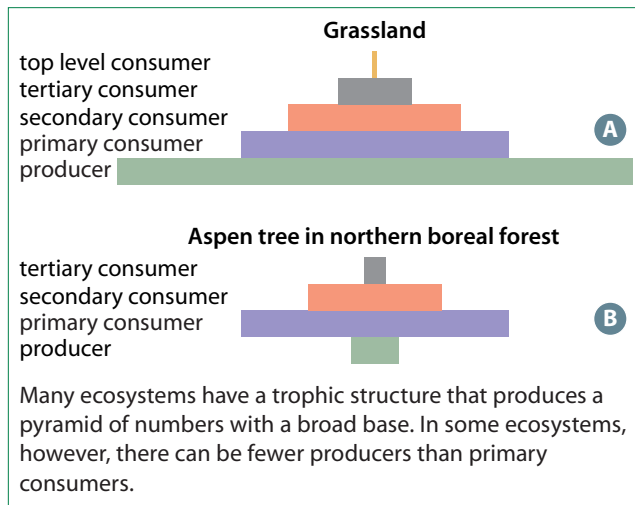 Grassland
top level consumer
tertiary consumer
secondary consumer
primary consumer
producer
A
Aspen tree in northern boreal forest
tertiary consumer
secondary consumer
primary consumer
producer
B
Many ecosystems have a trophic structure that produces a
pyramid of numbers with a broad base. In some ecosystems,
however, there can be fewer producers than primary
consumers.